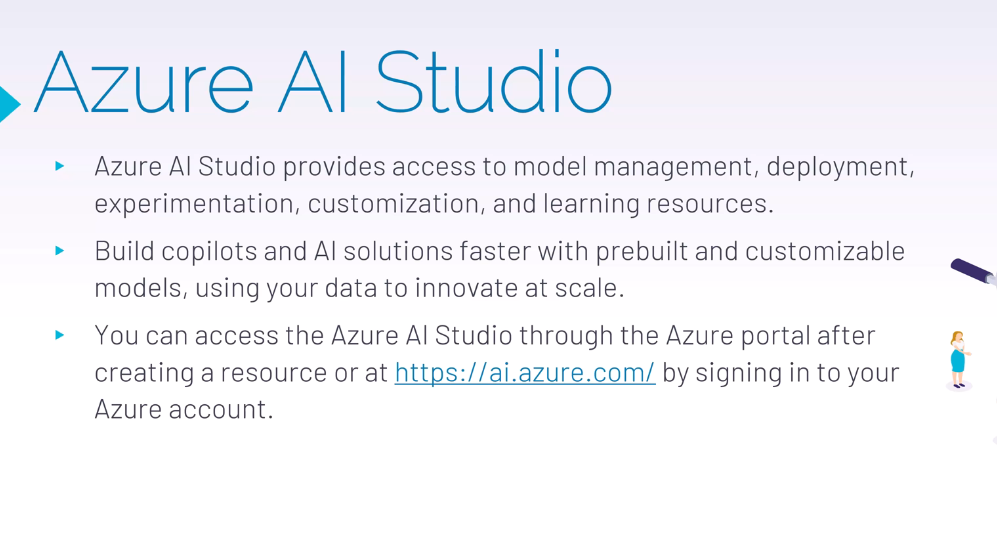 Azure AI Studio
Azure AI Studio provides access to model management, deployment,
experimentation, customization, and learning resources.
Build copilots and AI solutions faster with prebuilt and customizable
models, using your data to innovate at scale.
You can access the Azure AI Studio through the Azure portal after
creating a resource or at https://ai.azure.com/ by signing in to your
Azure account.